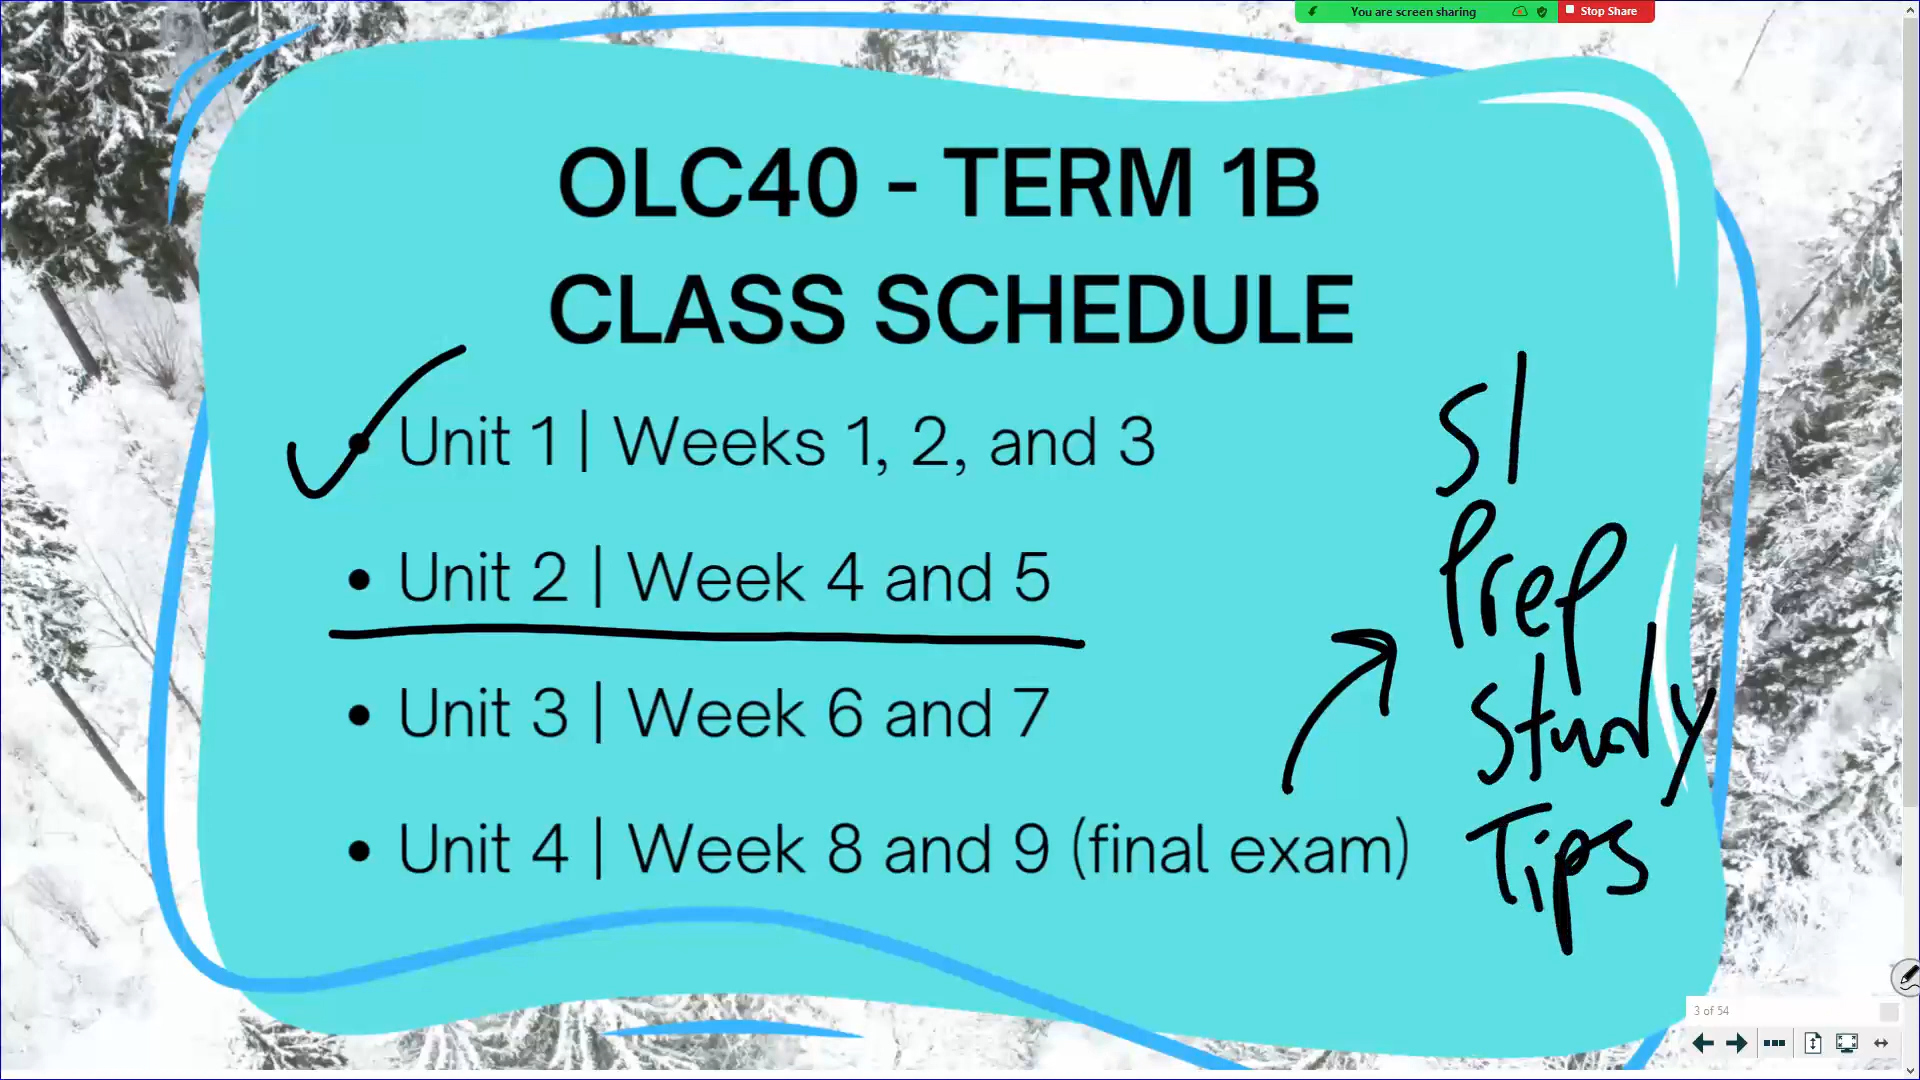 You are screen sharing
Stop Share
OLC40 - TERM 1B
CLASS SCHEDULE
• Unit 1 | Weeks 1, 2, and 3
• Unit 2 | Week 4 and 5
• Unit 3 | Week 6 and 7
• Unit 4 | Week 8 and 9 (final exam)
SI
Prep
Study
Tips
3 of 54